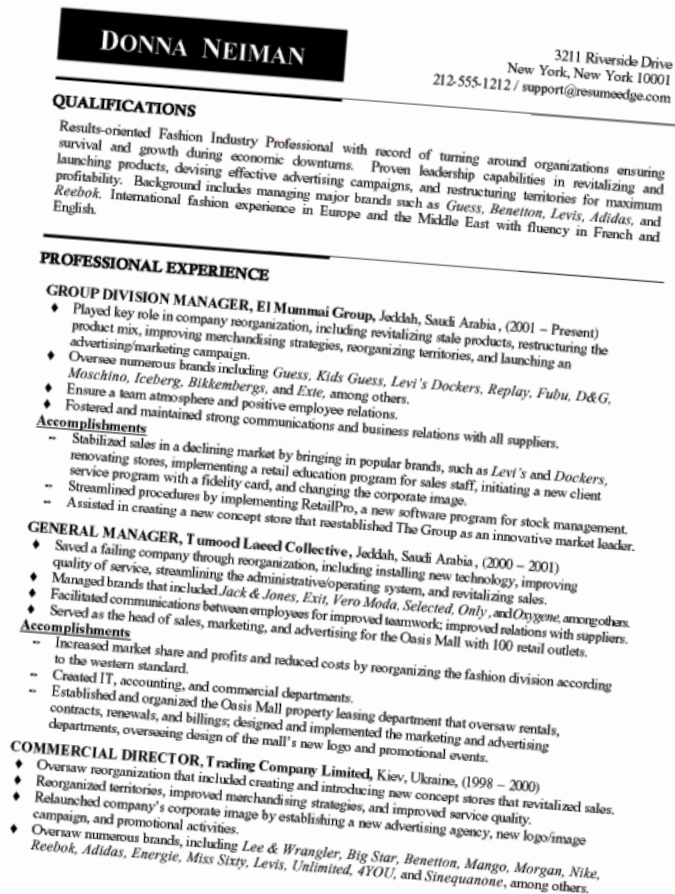 DONNA NEIMAN
3211 Riverside Drive
New York, New York 10001
212-555-1212 / support@resumeedge.com
QUALIFICATIONS
Results-oriented Fashion Industry Professional with record of turning around organizations ensuring
survival and growth during economic downturns. Proven leadership capabilities in revitalizing and
launching products, devising effective advertising campaigns, and restructuring territories for maximum
profitability. Background includes managing major brands such as Guess, Benetton, Levis, Adidas, and
Reebok. International fashion experience in Europe and the Middle East with fluency in French and
English.
PROFESSIONAL EXPERIENCE
GROUP DIVISION MANAGER, El Mummai Group, Jeddah, Saudi Arabia, (2001 – Present)
♦ Played key role in company reorganization, including revitalizing stale products, restructuring the
product mix, improving merchandising strategies, reorganizing territories, and launching an
advertising/marketing campaign.
♦ Oversee numerous brands including Guess, Kids Guess, Levi's Dockers, Replay, Fubu, D&G,
Moschino, Iceberg, Bikkembergs, and Exte, among others.
♦ Ensure a team atmosphere and positive employee relations.
♦ Fostered and maintained strong communications and business relations with all suppliers.
Accomplishments
-- Stabilized sales in a declining market by bringing in popular brands, such as Levi's and Dockers,
renovating stores, implementing a retail education program for sales staff, initiating a new client
service program with a fidelity card, and changing the corporate image.
-- Streamlined procedures by implementing RetailPro, a new software program for stock management.
-- Assisted in creating a new concept store that reestablished The Group as an innovative market leader.
GENERAL MANAGER, Tumood Laeed Collective, Jeddah, Saudi Arabia, (2000 – 2001)
♦ Saved a failing company through reorganization, including installing new technology, improving
quality of service, streamlining the administrative/operating system, and revitalizing sales.
♦ Managed brands that included Jack & Jones, Exit, Vero Moda, Selected, Only, and Oxygene, among others.
♦ Facilitated communications between employees for improved teamwork; improved relations with suppliers.
♦ Served as the head of sales, marketing, and advertising for the Oasis Mall with 100 retail outlets.
Accomplishments
-- Increased market share and profits and reduced costs by reorganizing the fashion division according
to the western standard.
-- Created IT, accounting, and commercial departments.
-- Established and organized the Oasis Mall property leasing department that oversaw rentals,
contracts, renewals, and billings; designed and implemented the marketing and advertising
departments, overseeing design of the mall's new logo and promotional events.
COMMERCIAL DIRECTOR, Trading Company Limited, Kiev, Ukraine, (1998 – 2000)
♦ Oversaw reorganization that included creating and introducing new concept stores that revitalized sales.
♦ Reorganized territories, improved merchandising strategies, and improved service quality.
♦ Relaunched company's corporate image by establishing a new advertising agency, new logo/image
campaign, and promotional activities.
♦ Oversaw numerous brands, including Lee & Wrangler, Big Star, Benetton, Mango, Morgan, Nike,
Reebok, Adidas, Energie, Miss Sixty, Levis, Unlimited, 4YOU, and Sinequanone, among others.